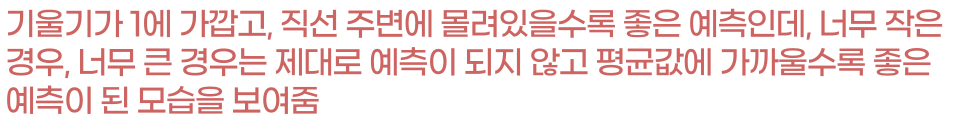 기울기가 1에 가깝고, 직선 주변에 몰려있을수록 좋은 예측인데, 너무 작은
경우, 너무 큰 경우는 제대로 예측이 되지 않고 평균값에 가까울수록 좋은
예측이 된 모습을 보여줌